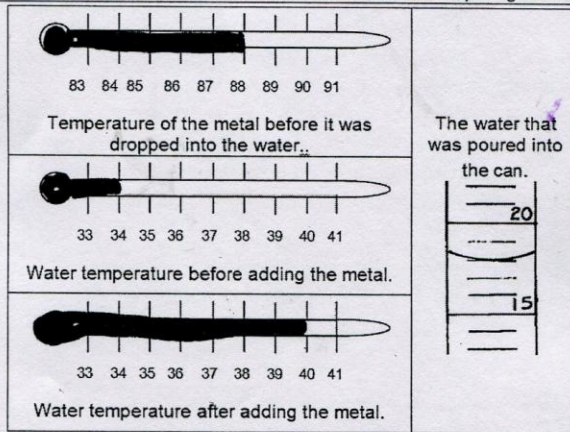 83 84 85 86 87 88 89 90 91
Temperature of the metal before it was
dropped into the water..
33 34 35 36 37 38 39 40 41
Water temperature before adding the metal.
33 34 35 36 37 38 39 40 41
Water temperature after adding the metal.
The water that
was poured into
the can.
20
15